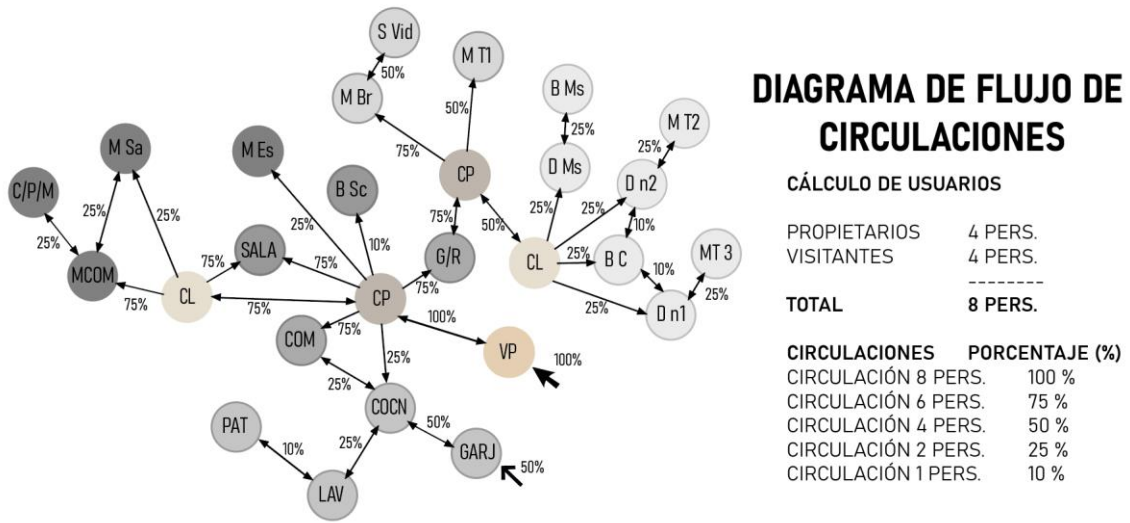 DIAGRAMA DE FLUJO DE
CIRCULACIONES
CÁLCULO DE USUARIOS
PROPIETARIOS 4 PERS.
VISITANTES 4 PERS.
---------
TOTAL 8 PERS.
CIRCULACIONES PORCENTAJE (%)
CIRCULACIÓN 8 PERS. 100 %
CIRCULACIÓN 6 PERS. 75 %
CIRCULACIÓN 4 PERS. 50 %
CIRCULACIÓN 2 PERS. 25 %
CIRCULACIÓN 1 PERS. 10 %
S Vid
50%
M Br
M T1
50%
75%
CP
B Ms
25%
D Ms
M T2
25%
D n2
25%
25%
10%
50%
75%
CL
25%
B C
10%
MT 3
25%
25%
D n1
M Sa
M Es
B Sc
C/P/M
25%
25%
25%
25%
10%
SALA
75%
75%
G/R
75%
MCOM
75%
CL
75%
CP
COM
75%
100%
VP
100%
25%
25%
COCN
50%
GARJ
50%
25%
PAT
10%
LAV